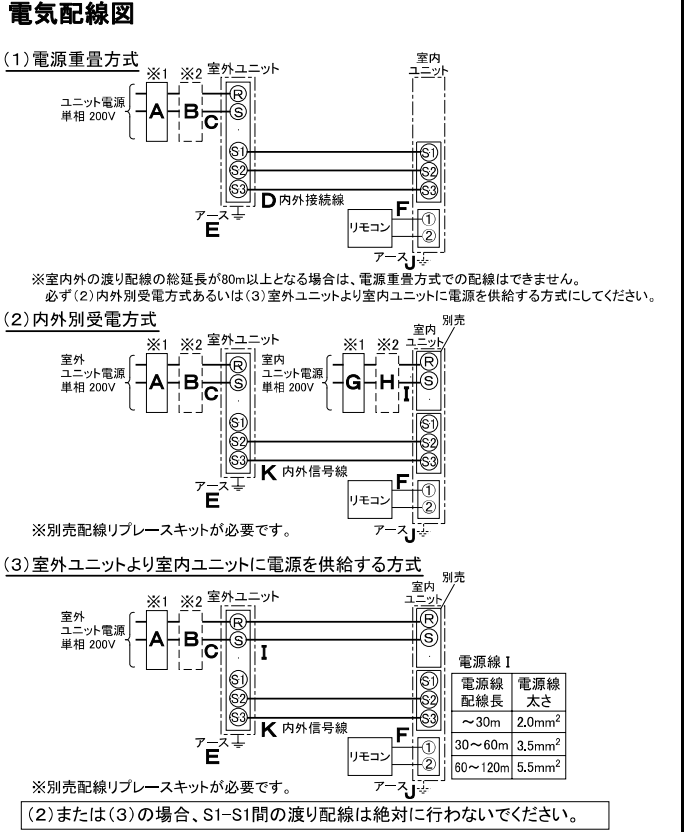 電気配線図
(1)電源重畳方式
※1 ※2 室外ユニット
室内
ユニット
ユニット電源
単相 200V
A B C
R
S
S1
S2
S3
S1
S2
S3
D 内外接続線
アース
E
リモコン
F
①
②
アース J
※室内外の渡り配線の総延長が80m以上となる場合は、電源重畳方式での配線はできません。
必ず(2)内外別受電方式あるいは(3)室外ユニットより室内ユニットに電源を供給する方式にしてください。
(2)内外別受電方式
※1 ※2 室外ユニット
※1 ※2
室内
ユニット
別売
室外
ユニット電源
単相 200V
A B C
R
S
S1
S2
S3
室内
ユニット電源
単相 200V
G H I
R
S
S1
S2
S3
K 内外信号線
アース
E
リモコン
F
①
②
アース J
※別売配線リプレースキットが必要です。
(3)室外ユニットより室内ユニットに電源を供給する方式
※1 ※2 室外ユニット
室内
ユニット
別売
室外
ユニット電源
単相 200V
A B C
R
S
S1
S2
S3
I
R
S
S1
S2
S3
K 内外信号線
アース
E
リモコン
F
①
②
アース J
電源線 I
電源線配線長 電源線太さ
～30m 2.0mm²
30～60m 3.5mm²
60～120m 5.5mm²
※別売配線リプレースキットが必要です。
(2)または(3)の場合、S1-S1間の渡り配線は絶対に行わないでください。